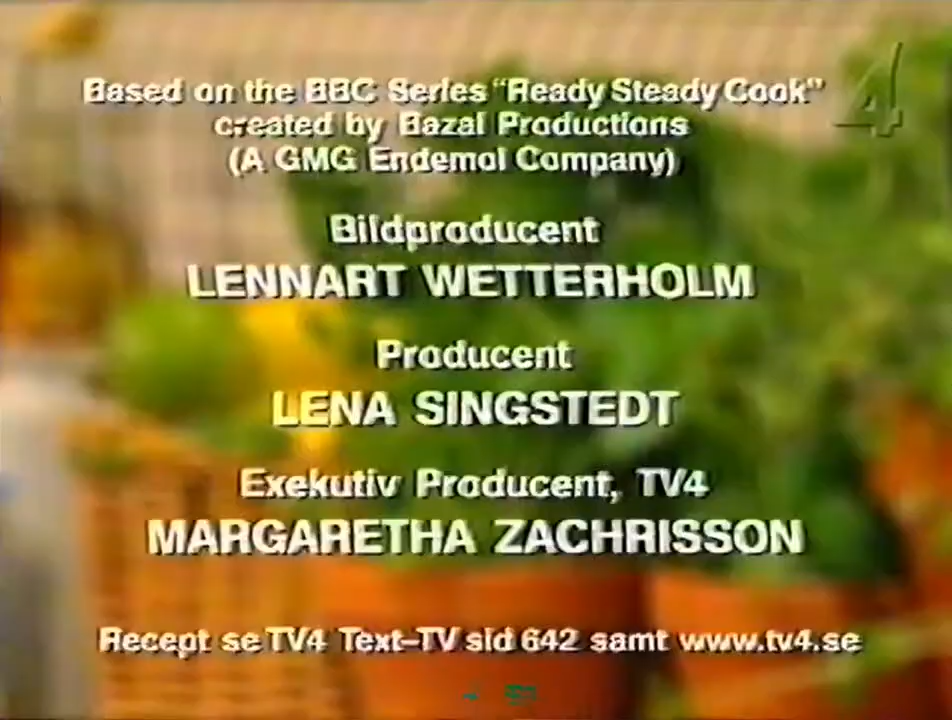 Based on the BBC Series "Ready Steady Cook"
created by Bazal Productions
(A GMG Endemol Company)
4
Bildproducent
LENNART WETTERHOLM
Producent
LENA SINGSTEDT
Exekutiv Producent, TV4
MARGARETHA ZACHRISSON
Recept se TV4 Text-TV sid 642 samt www.tv4.se